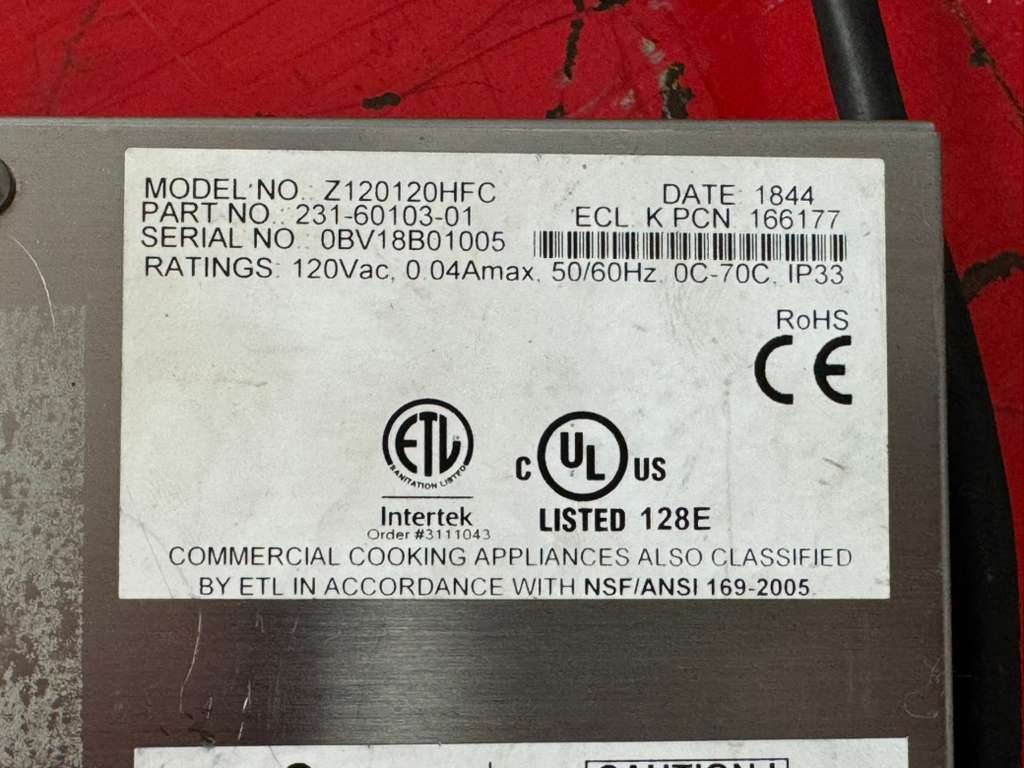 MODEL NO.: Z120120HFC DATE 1844
PART NO.: 231-60103-01 ECL. K PCN 166177
SERIAL NO.: 0BV18B01005
RATINGS: 120Vac, 0.04Amax, 50/60Hz, 0C-70C, IP33
RoHS
CE
ETL
SANITATION LISTED
Intertek
Order #3111043
C UL US
LISTED 128E
COMMERCIAL COOKING APPLIANCES ALSO CLASSIFIED
BY ETL IN ACCORDANCE WITH NSF/ANSI 169-2005.
CAUTION !